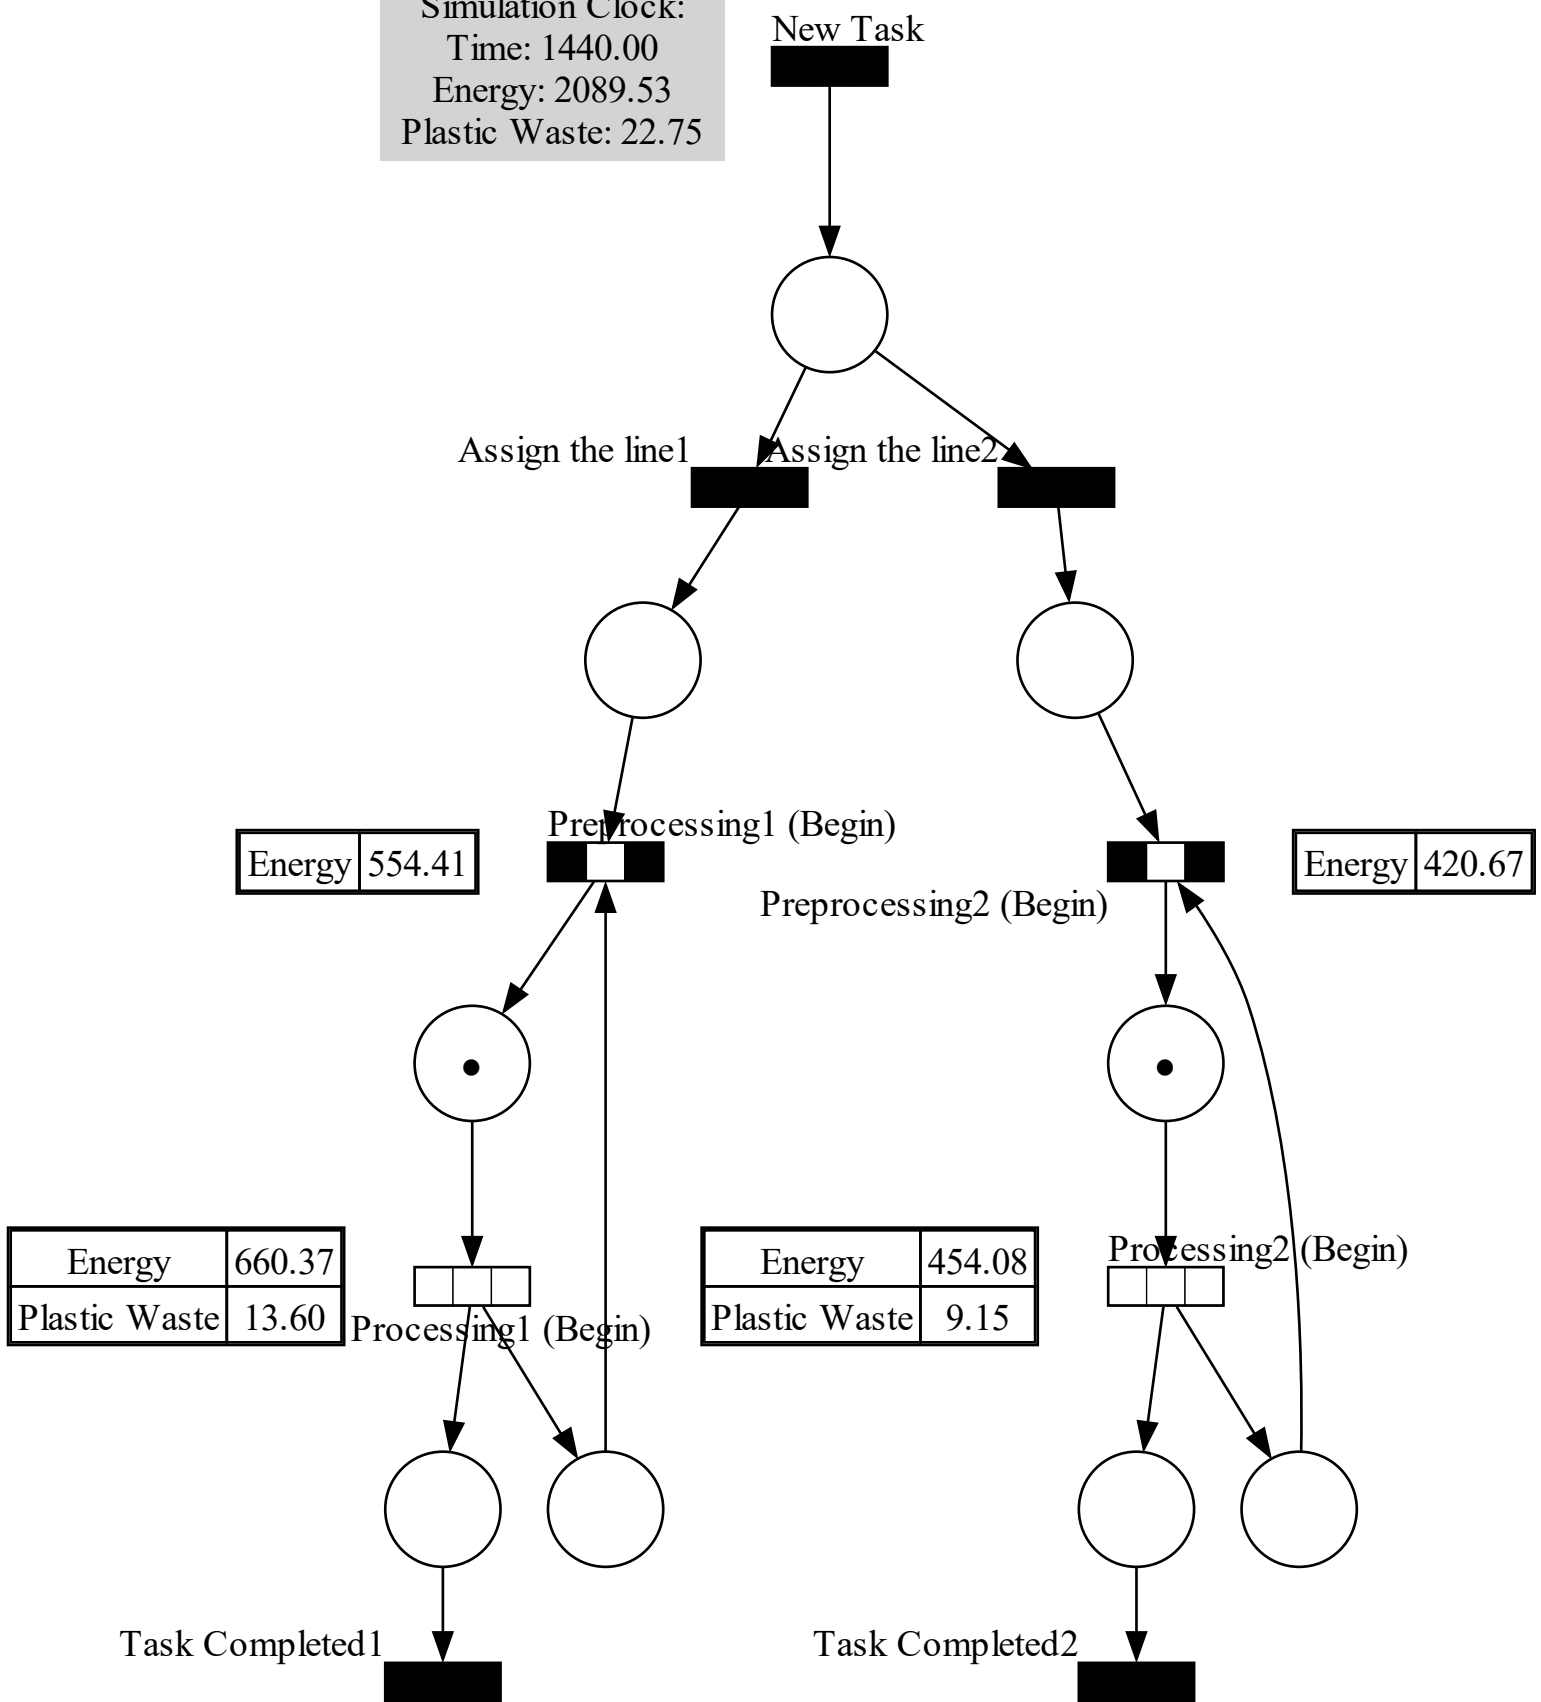 Simulation Clock:
Time: 1440.00
Energy: 2089.53
Plastic Waste: 22.75
New Task
Assign the line1
Assign the line2
Preprocessing1 (Begin)
Energy 554.41
Energy 420.67
Preprocessing2 (Begin)
Energy 660.37
Plastic Waste 13.60
Processing1 (Begin)
Energy 454.08
Plastic Waste 9.15
Processing2 (Begin)
Task Completed1
Task Completed2